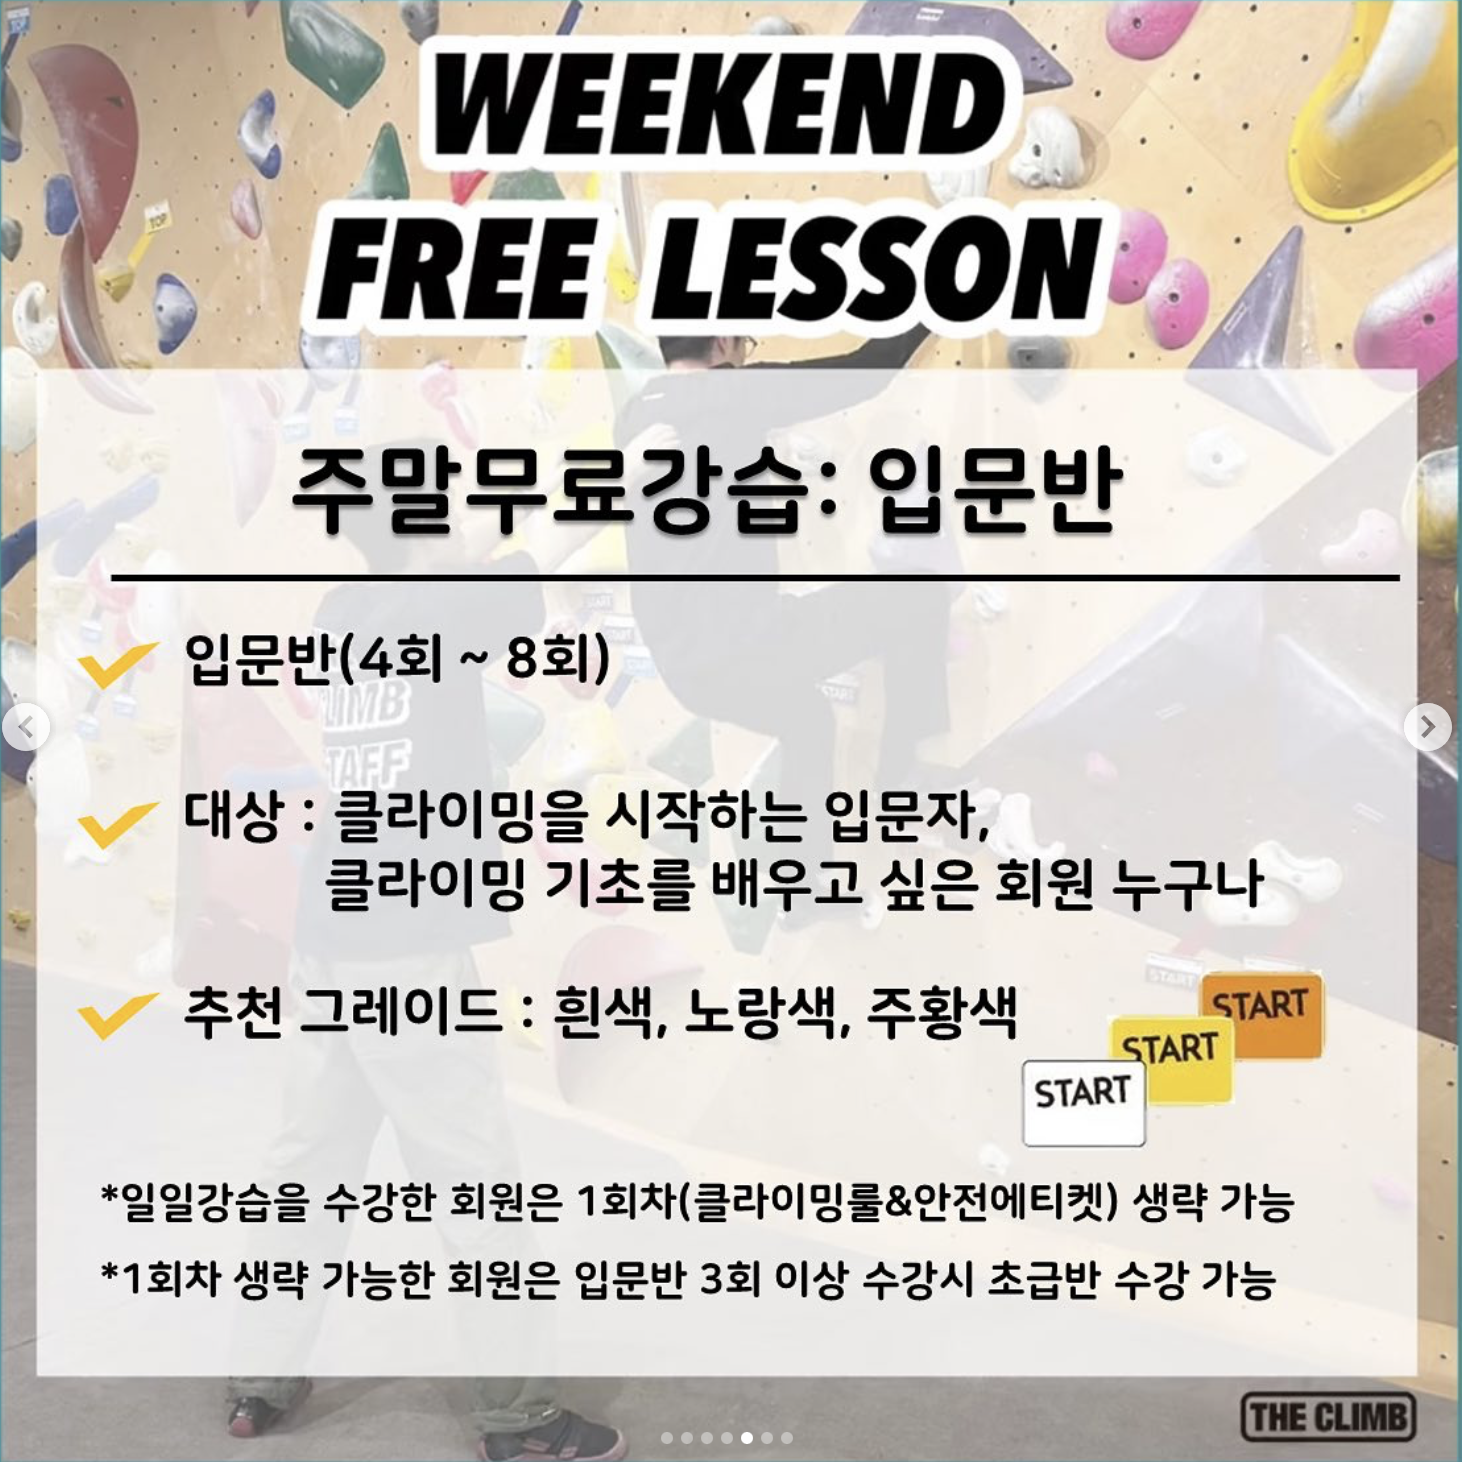 WEEKEND
FREE LESSON
주말무료강습: 입문반
입문반(4회 ~ 8회)
대상 : 클라이밍을 시작하는 입문자,
클라이밍 기초를 배우고 싶은 회원 누구나
추천 그레이드 : 흰색, 노랑색, 주황색
START
START
START
*일일강습을 수강한 회원은 1회차(클라이밍룰&안전에티켓) 생략 가능
*1회차 생략 가능한 회원은 입문반 3회 이상 수강시 초급반 수강 가능
THE CLIMB
TOP
CLIMB
STAFF
START